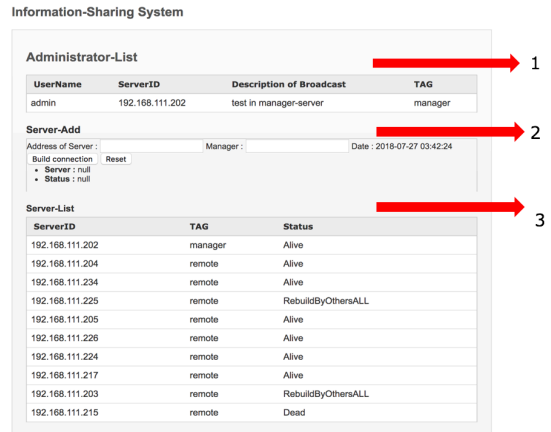 Information-Sharing System
Administrator-List
1
UserName ServerID Description of Broadcast TAG
admin 192.168.111.202 test in manager-server manager
Server-Add
2
Address of Server : Manager : Date : 2018-07-27 03:42:24
Build connection Reset
• Server : null
• Status : null
Server-List
3
ServerID TAG Status
192.168.111.202 manager Alive
192.168.111.204 remote Alive
192.168.111.234 remote Alive
192.168.111.225 remote RebuildByOthersALL
192.168.111.205 remote Alive
192.168.111.226 remote Alive
192.168.111.224 remote Alive
192.168.111.217 remote Alive
192.168.111.203 remote RebuildByOthersALL
192.168.111.215 remote Dead